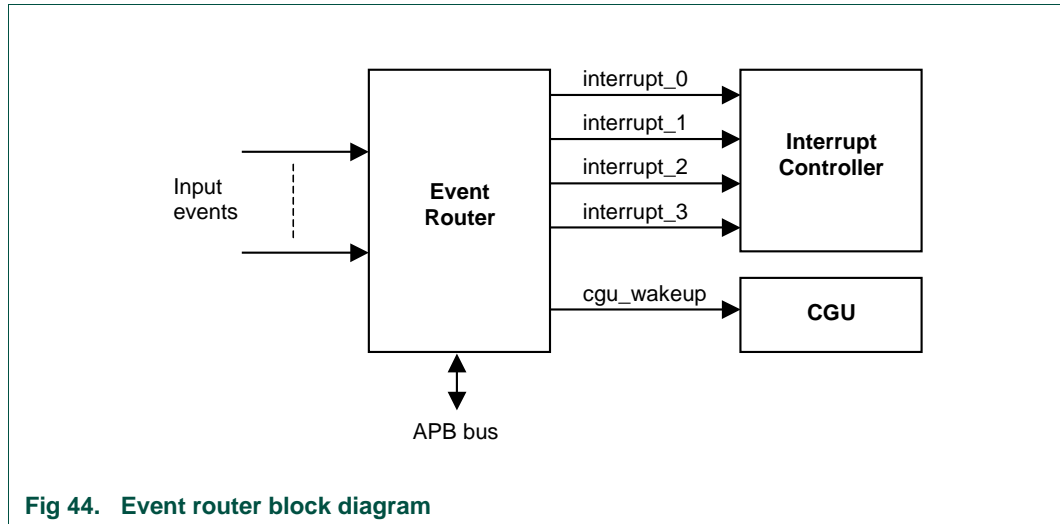 interrupt_0
interrupt_1
interrupt_2
interrupt_3
Interrupt
Controller
Input
events
Event
Router
cgu_wakeup
CGU
APB bus
Fig 44. Event router block diagram